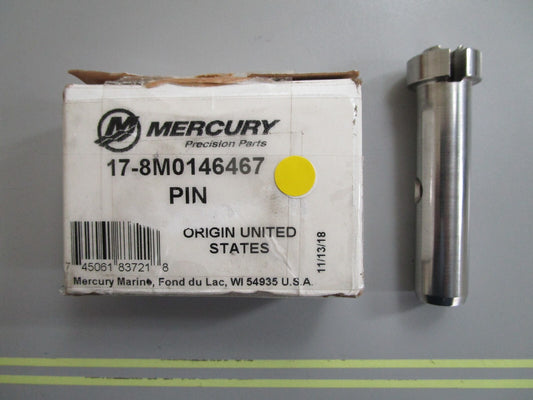 MERCURY
Precision Parts
17-8M0146467
PIN
ORIGIN UNITED
STATES
11/13/18
7 45061 83721 8
Mercury Marine, Fond du Lac, WI 54935 U.S.A.